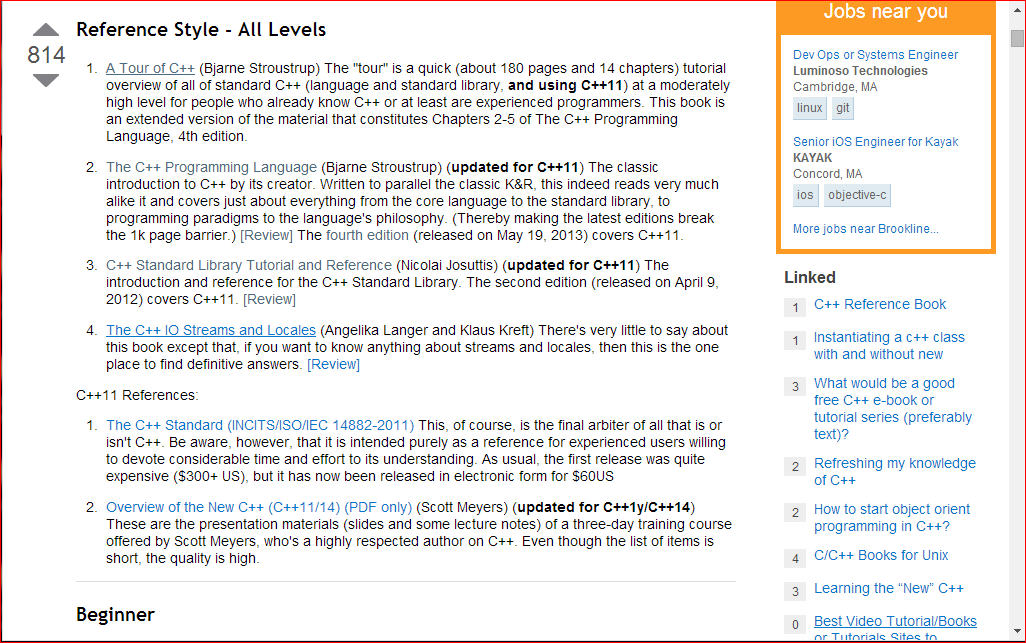 Reference Style - All Levels
814
1. A Tour of C++ (Bjarne Stroustrup) The "tour" is a quick (about 180 pages and 14 chapters) tutorial
overview of all of standard C++ (language and standard library, and using C++11) at a moderately
high level for people who already know C++ or at least are experienced programmers. This book is
an extended version of the material that constitutes Chapters 2-5 of The C++ Programming
Language, 4th edition.
2. The C++ Programming Language (Bjarne Stroustrup) (updated for C++11) The classic
introduction to C++ by its creator. Written to parallel the classic K&R, this indeed reads very much
alike it and covers just about everything from the core language to the standard library, to
programming paradigms to the language's philosophy. (Thereby making the latest editions break
the 1k page barrier.) [Review] The fourth edition (released on May 19, 2013) covers C++11.
3. C++ Standard Library Tutorial and Reference (Nicolai Josuttis) (updated for C++11) The
introduction and reference for the C++ Standard Library. The second edition (released on April 9,
2012) covers C++11. [Review]
4. The C++ IO Streams and Locales (Angelika Langer and Klaus Kreft) There's very little to say about
this book except that, if you want to know anything about streams and locales, then this is the one
place to find definitive answers. [Review]
C++11 References:
1. The C++ Standard (INCITS/ISO/IEC 14882-2011) This, of course, is the final arbiter of all that is or
isn't C++. Be aware, however, that it is intended purely as a reference for experienced users willing
to devote considerable time and effort to its understanding. As usual, the first release was quite
expensive ($300+ US), but it has now been released in electronic form for $60US
2. Overview of the New C++ (C++11/14) (PDF only) (Scott Meyers) (updated for C++1y/C++14)
These are the presentation materials (slides and some lecture notes) of a three-day training course
offered by Scott Meyers, who's a highly respected author on C++. Even though the list of items is
short, the quality is high.
Beginner
Jobs near you
Dev Ops or Systems Engineer
Luminoso Technologies
Cambridge, MA
linux git
Senior iOS Engineer for Kayak
KAYAK
Concord, MA
ios objective-c
More jobs near Brookline...
Linked
1 C++ Reference Book
1 Instantiating a c++ class
with and without new
3 What would be a good
free C++ e-book or
tutorial series (preferably
text)?
2 Refreshing my knowledge
of C++
2 How to start object orient
programming in C++?
4 C/C++ Books for Unix
3 Learning the “New” C++
0 Best Video Tutorial/Books
or Tutorials Sites to